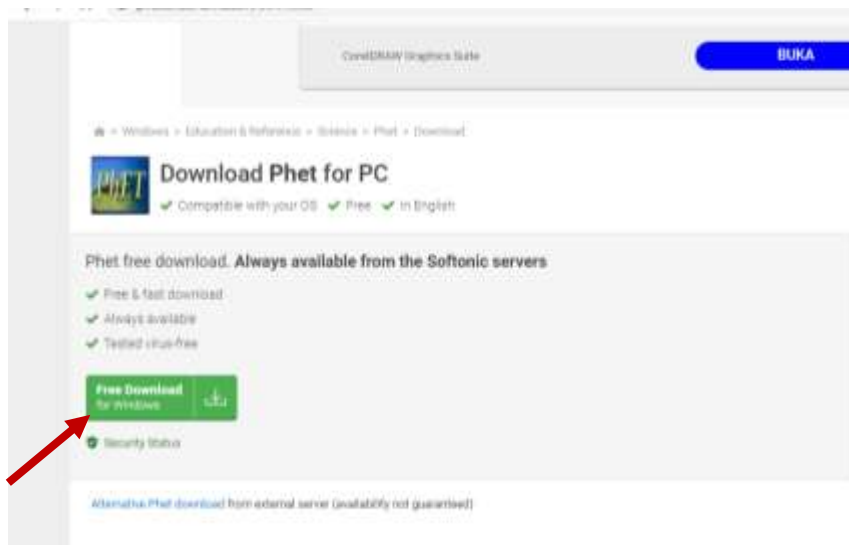 CorelDRAW Graphics Suite
BUKA
> Windows > Education & Reference > Science > Phet > Download
PhET
Download Phet for PC
Compatible with your OS Free In English
Phet free download. Always available from the Softonic servers
Free & fast download
Always available
Tested virus-free
Free Download
for Windows
Security Status
Alternative Phet download from external server (availability not guaranteed)